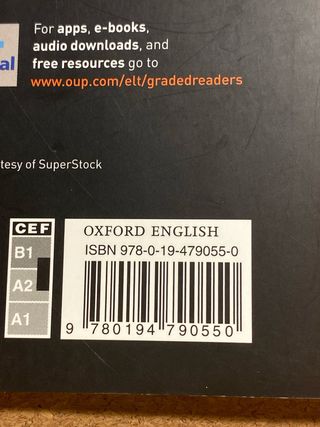 For apps, e-books,
audio downloads, and
free resources go to
www.oup.com/elt/gradedreaders
al
tesy of SuperStock
CEF
B1
A2
A1
OXFORD ENGLISH
ISBN 978-0-19-479055-0
9 780194 790550